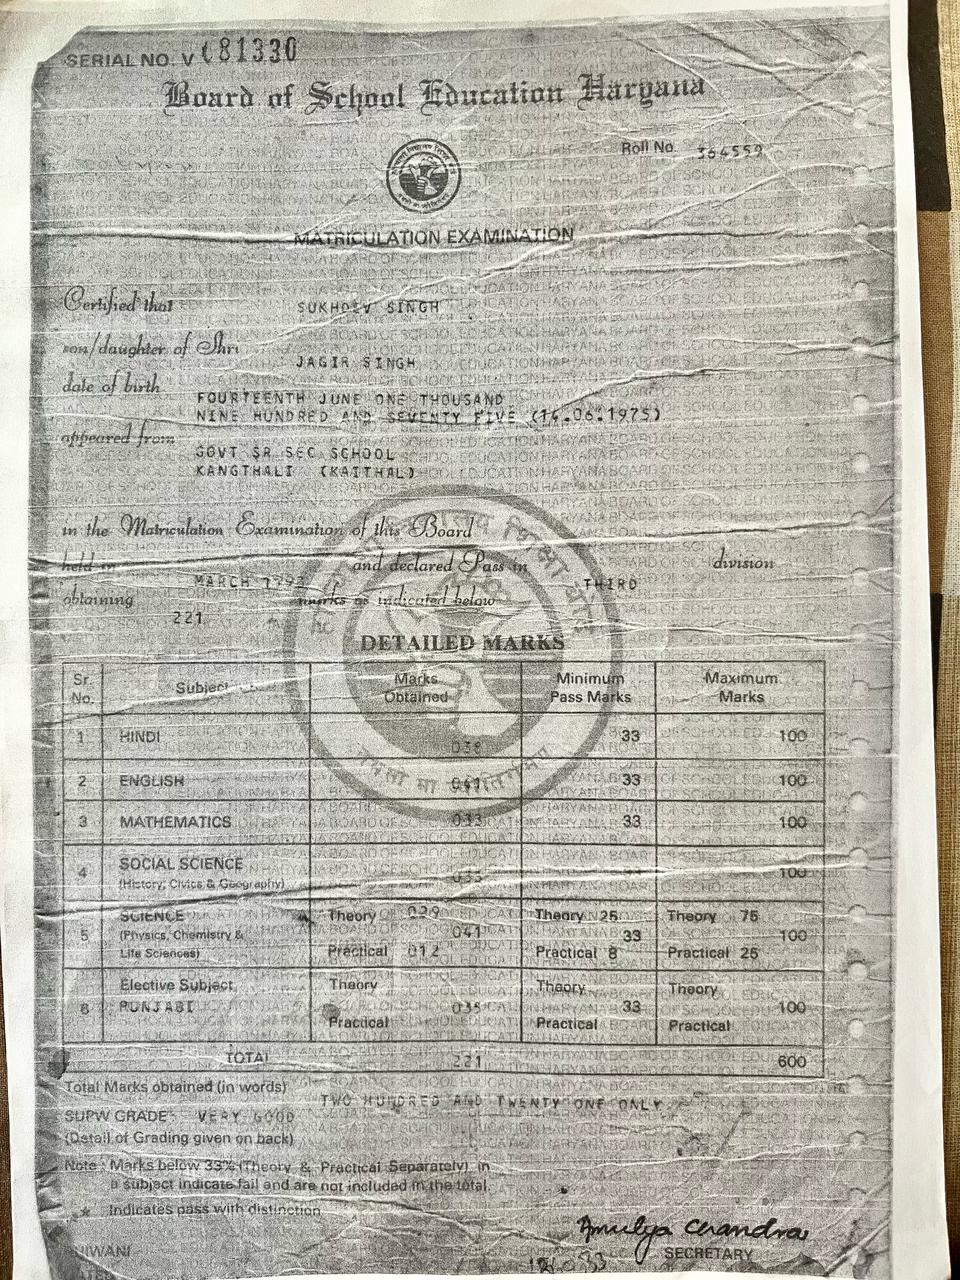 SERIAL NO. V 081330
Board of School Education Haryana
Roll No. 364559
MATRICULATION EXAMINATION
Certified that SUKHDEV SINGH
son/daughter of Shri
JAGIR SINGH
date of birth
FOURTEENTH JUNE ONE THOUSAND
NINE HUNDRED AND SEVENTY FIVE (14.06.1975)
appeared from
GOVT SR SEC SCHOOL
KANGTHALI (KAITHAL)
in the Matriculation Examination of this Board
held in and declared Pass in division
MARCH THIRD
obtaining marks as indicated below
221
DETAILED MARKS
Sr. No. Subject Marks Obtained Minimum Pass Marks Maximum Marks
1 HINDI 33 100
2 ENGLISH 041 33 100
3 MATHEMATICS 033 33 100
4 SOCIAL SCIENCE 100
(History, Civics & Geography)
SCIENCE Theory 029 Theory 25 Theory 75
5 (Physics, Chemistry & 041 33 100
Life Sciences) Practical 012 Practical 8 Practical 25
Elective Subject Theory Theory Theory
6 PUNJABI 035 33 100
Practical Practical Practical
TOTAL 221 600
Total Marks obtained (in words)
TWO HUNDRED AND TWENTY ONE ONLY
SUPW GRADE VERY GOOD
(Detail of Grading given on back)
Note : Marks below 33% (Theory & Practical Separately) in
a subject indicate fail and are not included in the total.
* Indicates pass with distinction
Amulya Chandra
SECRETARY